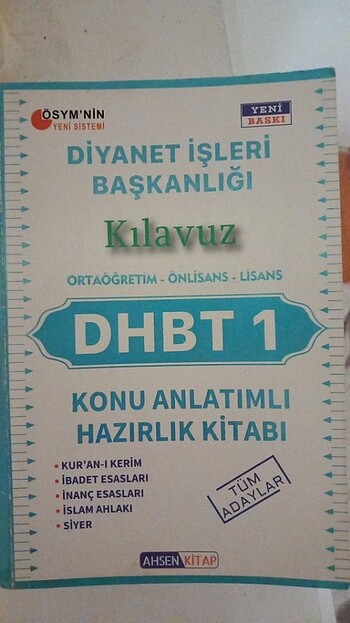 ÖSYM'NİN
YENİ SİSTEMİ
YENİ
BASKI
DİYANET İŞLERİ
BAŞKANLIĞI
Kılavuz
ORTAÖĞRETİM - ÖNLİSANS - LİSANS
DHBT 1
KONU ANLATIMLI
HAZIRLIK KİTABI
• KUR'AN-I KERİM
• İBADET ESASLARI
• İNANÇ ESASLARI
• İSLAM AHLAKI
• SİYER
TÜM
ADAYLAR
AHSEN KİTAP